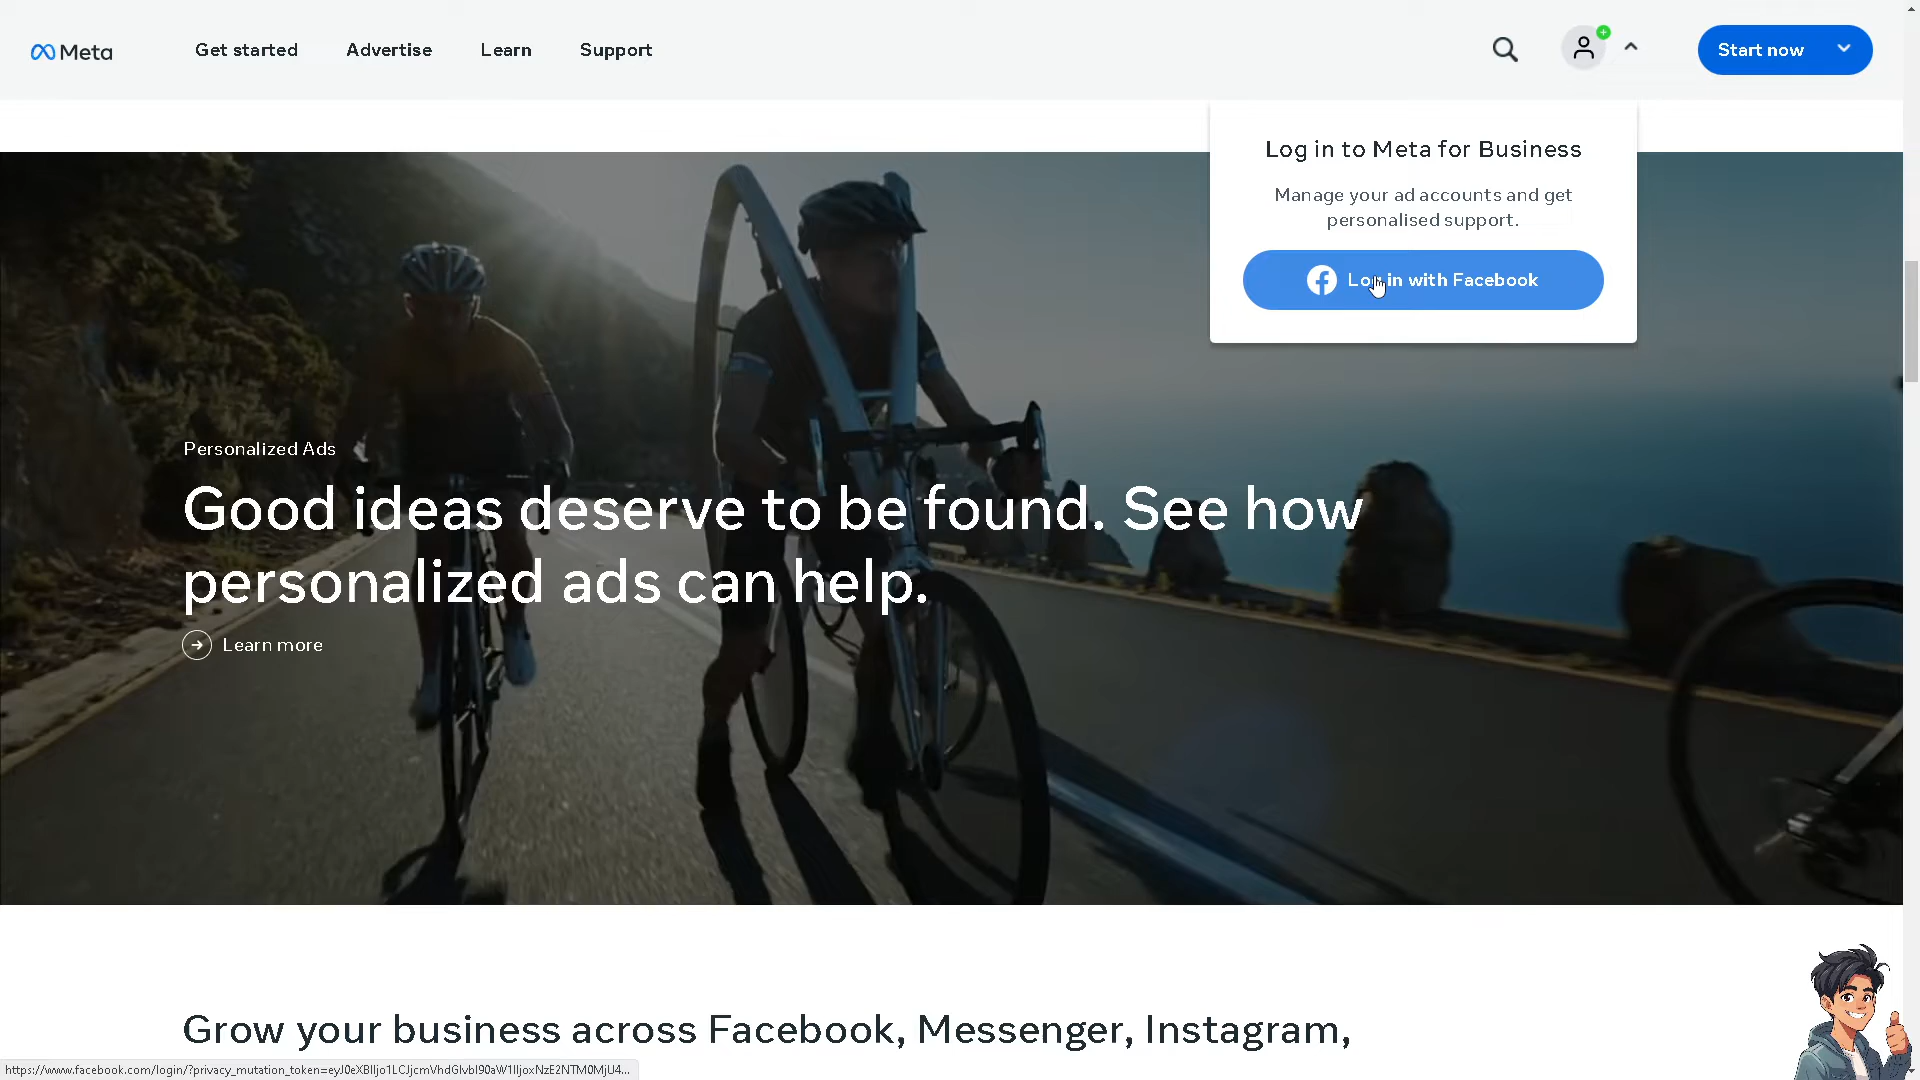 Meta
Get started
Advertise
Learn
Support
Start now
Log in to Meta for Business
Manage your ad accounts and get
personalised support.
Log in with Facebook
Personalized Ads
Good ideas deserve to be found. See how
personalized ads can help.
Learn more
Grow your business across Facebook, Messenger, Instagram,